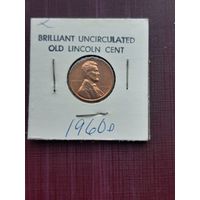 BRILLIANT UNCIRCULATED
OLD LINCOLN CENT
1960D